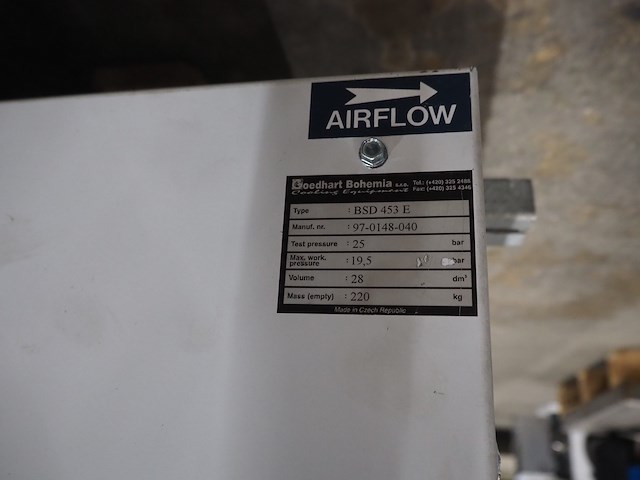 AIRFLOW
Goedhart Bohemia s.r.o. Tel.: (+420) 325 2486
Cooling Equipment Fax: (+420) 325 4346
Type : BSD 453 E
Manuf. nr. : 97-0148-040
Test pressure : 25 bar
Max. work. pressure : 19,5 bar
Volume : 28 dm³
Mass (empty) : 220 kg
Made in Czech Republic